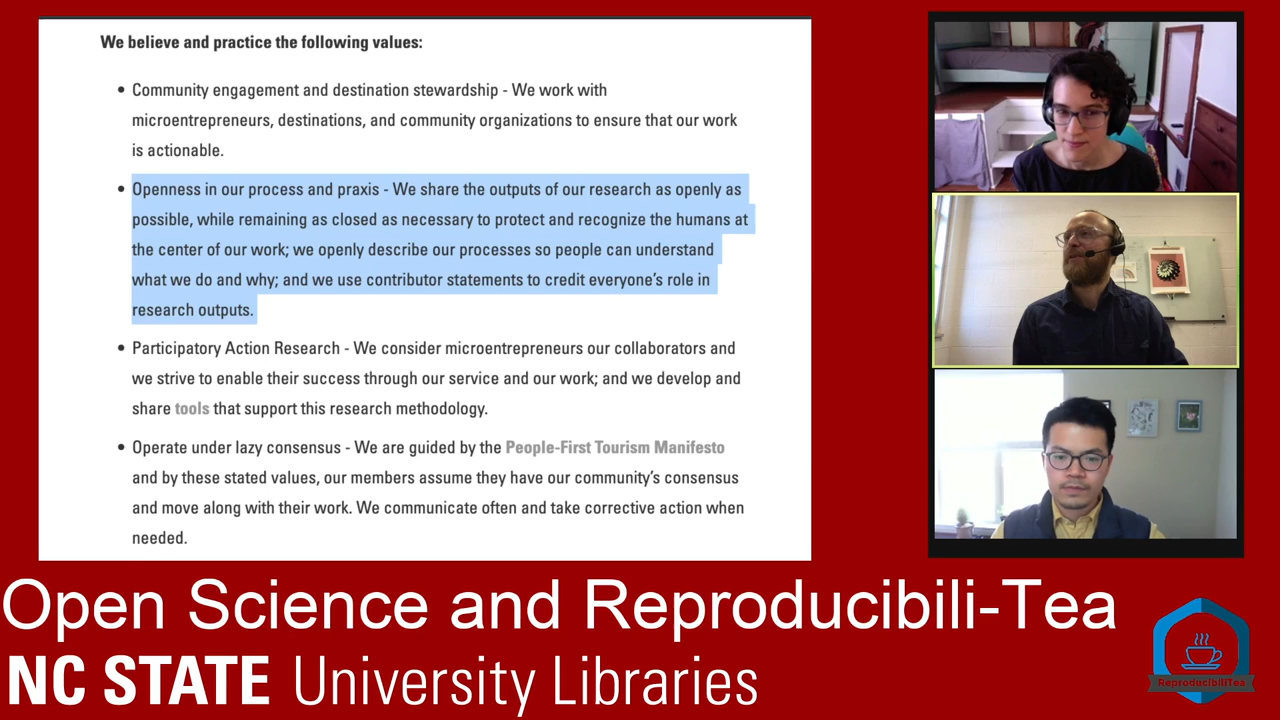 We believe and practice the following values:
• Community engagement and destination stewardship - We work with
microentrepreneurs, destinations, and community organizations to ensure that our work
is actionable.
• Openness in our process and praxis - We share the outputs of our research as openly as
possible, while remaining as closed as necessary to protect and recognize the humans at
the center of our work; we openly describe our processes so people can understand
what we do and why; and we use contributor statements to credit everyone’s role in
research outputs.
• Participatory Action Research - We consider microentrepreneurs our collaborators and
we strive to enable their success through our service and our work; and we develop and
share tools that support this research methodology.
• Operate under lazy consensus - We are guided by the People-First Tourism Manifesto
and by these stated values, our members assume they have our community’s consensus
and move along with their work. We communicate often and take corrective action when
needed.
Open Science and Reproducibili-Tea
NC STATE University Libraries
ReproducibiliTea